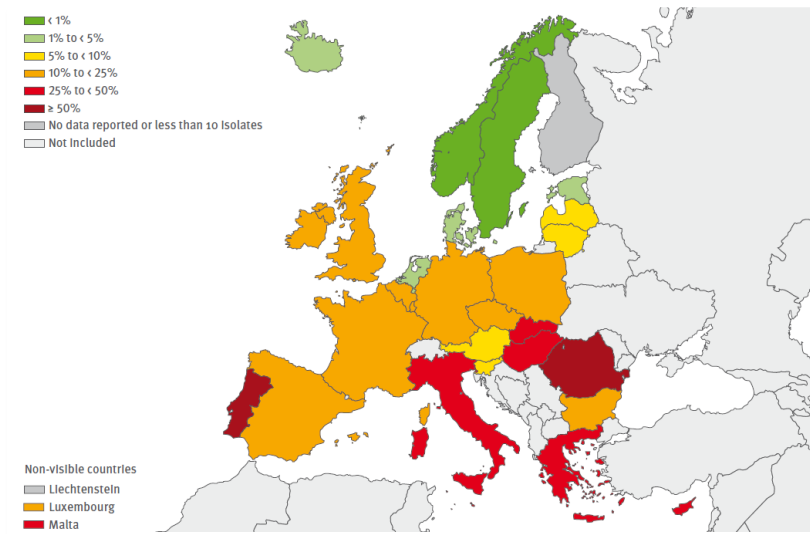 < 1%
1% to < 5%
5% to < 10%
10% to < 25%
25% to < 50%
≥ 50%
No data reported or less than 10 Isolates
Not Included
Non-visible countries
Liechtenstein
Luxembourg
Malta